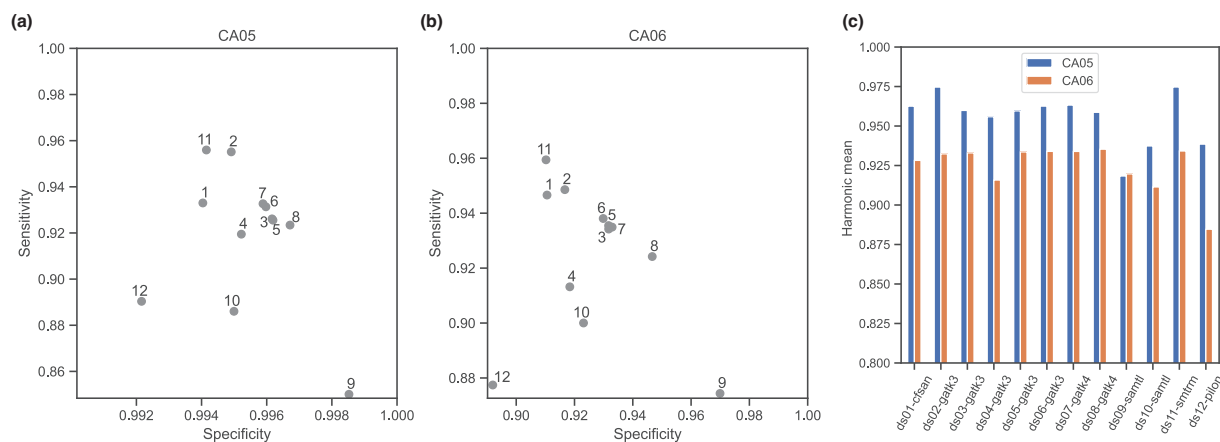 (a)
CA05
1.00
0.98
0.96
0.94
0.92
0.90
0.88
0.86
Sensitivity
11
2
1
7
6
3
5
4
8
12
10
9
0.992
0.994
0.996
0.998
1.000
Specificity
(b)
CA06
1.00
0.98
0.96
0.94
0.92
0.90
0.88
Sensitivity
11
1
2
6
5
3
7
8
4
10
12
9
0.90
0.92
0.94
0.96
0.98
1.00
Specificity
(c)
1.000
0.975
0.950
0.925
0.900
0.875
0.850
0.825
0.800
Harmonic mean
CA05
CA06
ds01-cfsan
ds02-gatk3
ds03-gatk3
ds04-gatk3
ds05-gatk3
ds06-gatk3
ds07-gatk4
ds08-gatk4
ds09-samtl
ds10-samtl
ds11-smtrm
ds12-pilon